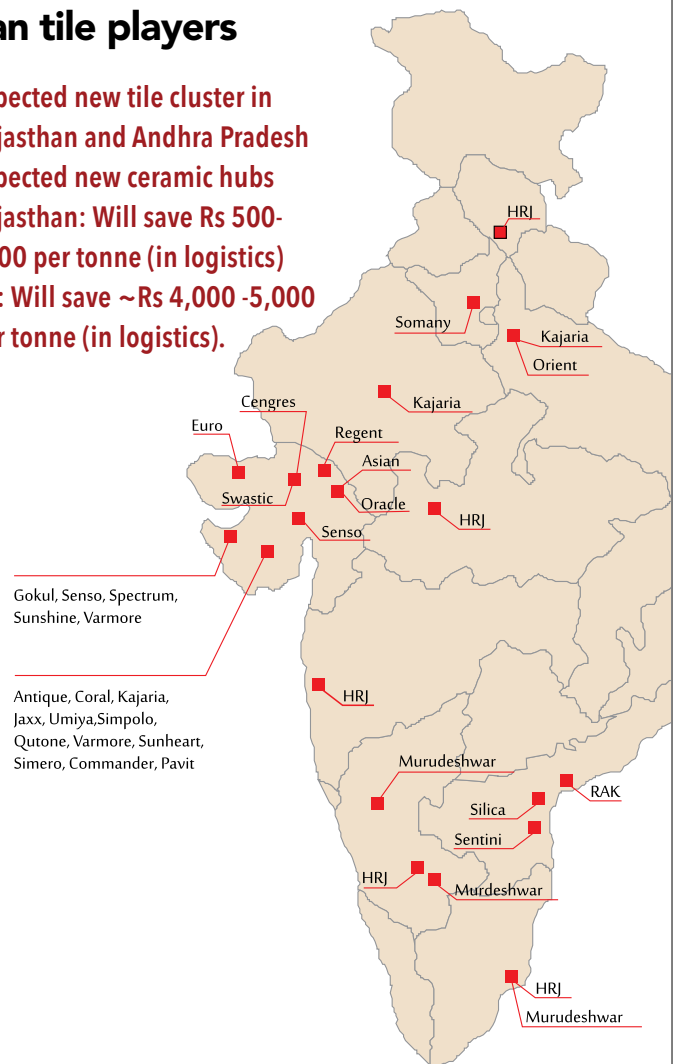 an tile players
pected new tile cluster in
jasthan and Andhra Pradesh
pected new ceramic hubs
jasthan: Will save Rs 500-
00 per tonne (in logistics)
: Will save ~Rs 4,000 -5,000
r tonne (in logistics).
HRJ
Somany
Kajaria
Orient
Kajaria
Cengres
Euro
Regent
Asian
Swastic
Oracle
HRJ
Senso
Gokul, Senso, Spectrum,
Sunshine, Varmore
Antique, Coral, Kajaria,
Jaxx, Umiya,Simpolo,
Qutone, Varmore, Sunheart,
Simero, Commander, Pavit
HRJ
Murudeshwar
RAK
Silica
Sentini
HRJ
Murdeshwar
HRJ
Murudeshwar